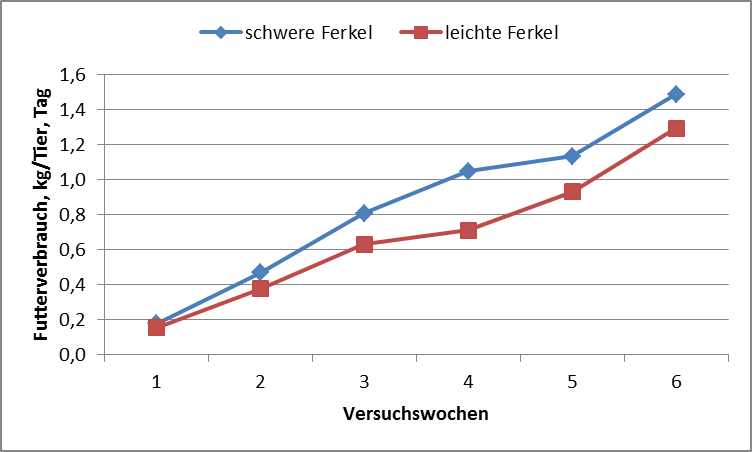 schwere Ferkel leichte Ferkel
Futterverbrauch, kg/Tier, Tag
1,6
1,4
1,2
1,0
0,8
0,6
0,4
0,2
0,0
1 2 3 4 5 6
Versuchswochen